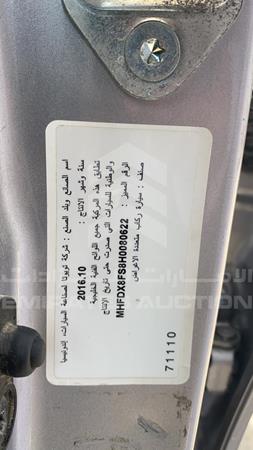 اسم الصانع وبلد الصنع : شركة تويوتا لصناعة السيارات، إندونيسيا
سنة وشهر الإنتاج : 2016.10
تطابق هذه المركبة جميع اللوائح الفنية الخليجية
والوطنية للسيارات التي صدرت حتى تاريخ الإنتاج
الرقم المميز : MHFDX8FS8H0080622
صنف : سيارة ركاب متعددة الأغراض
71110
الإمارات للمزادات
EMIRATES AUCTION